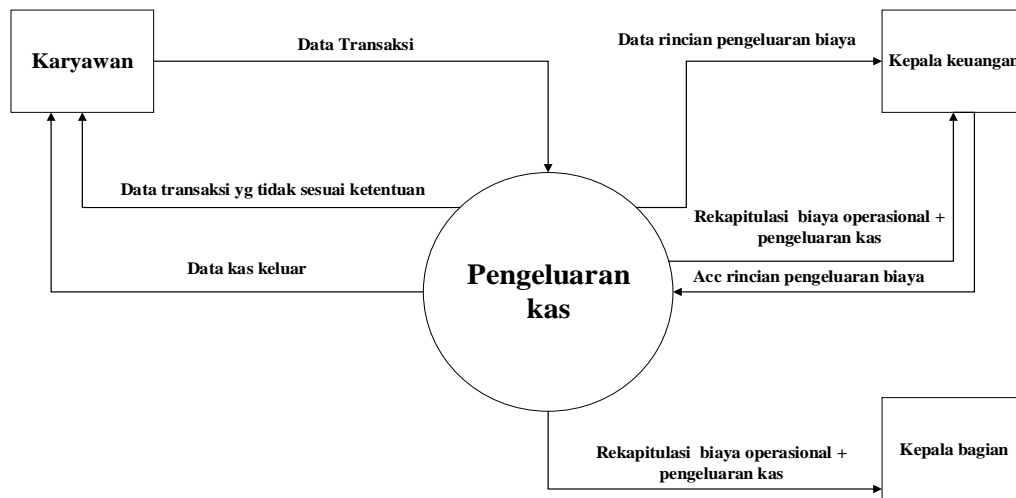 Data Transaksi
Karyawan
Data rincian pengeluaran biaya
Kepala keuangan
Data transaksi yg tidak sesuai ketentuan
Rekapitulasi biaya operasional +
pengeluaran kas
Data kas keluar
Pengeluaran
kas
Acc rincian pengeluaran biaya
Rekapitulasi biaya operasional +
pengeluaran kas
Kepala bagian